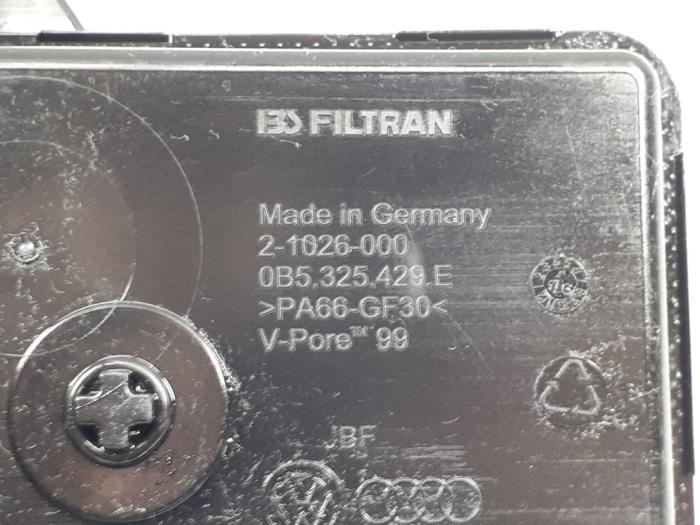 IBS FILTRAN
Made in Germany
2-1026-000
0B5.325.429.E
>PA66-GF30<
V-Pore™ 99
JBF